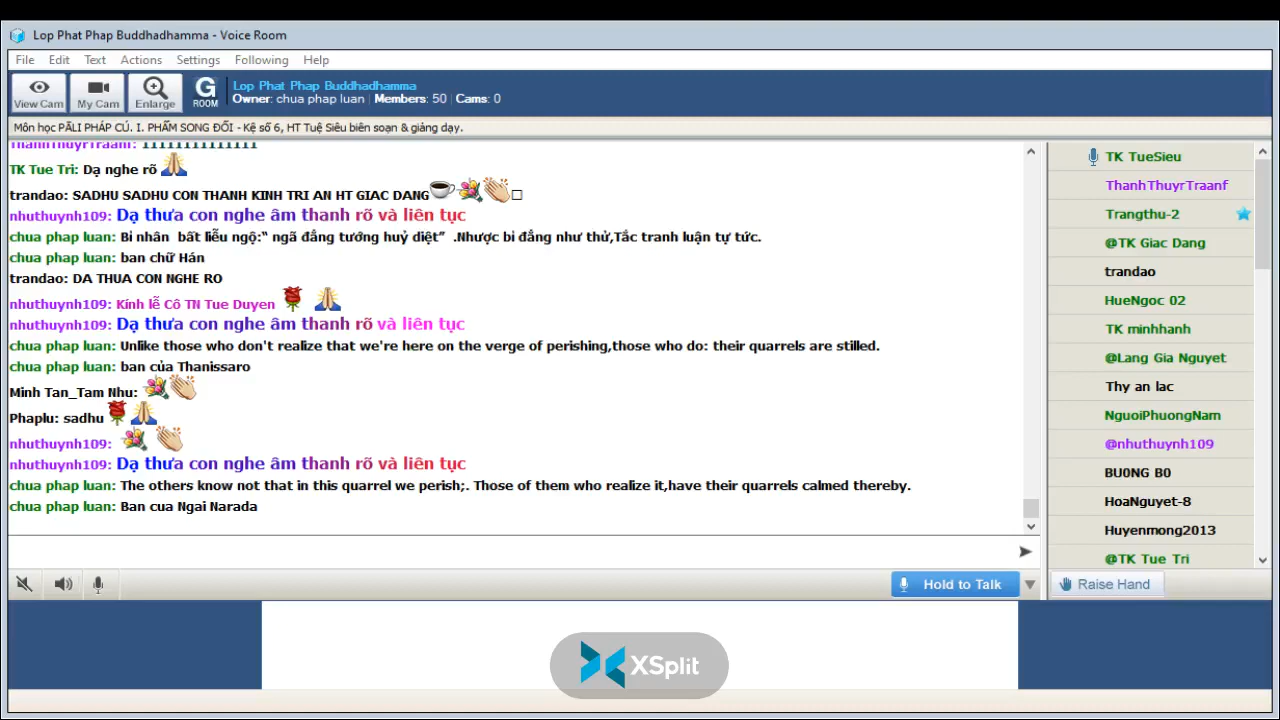 Lop Phat Phap Buddhadhamma - Voice Room
File Edit Text Actions Settings Following Help
View Cam My Cam Enlarge G ROOM
Lop Phat Phap Buddhadhamma
Owner: chua phap luan | Members: 50 | Cams: 0
Môn học PĀLI PHÁP CÚ. I. PHẨM SONG ĐỐI - Kệ số 6, HT Tuệ Siêu biên soạn & giảng dạy.
ThanhThuyrTraanf: 11111111111111
TK Tue Tri: Dạ nghe rõ
trandao: SADHU SADHU CON THANH KINH TRI AN HT GIAC DANG
nhuthuynh109: Dạ thưa con nghe âm thanh rõ và liên tục
chua phap luan: Bỉ nhân bất liễu ngộ:“ ngã đẳng tướng huỷ diệt” .Nhược bỉ đẳng như thử,Tắc tranh luận tự tức.
chua phap luan: ban chữ Hán
trandao: DA THUA CON NGHE RO
nhuthuynh109: Kính lễ Cô TN Tue Duyen
nhuthuynh109: Dạ thưa con nghe âm thanh rõ và liên tục
chua phap luan: Unlike those who don't realize that we're here on the verge of perishing,those who do: their quarrels are stilled.
chua phap luan: ban của Thanissaro
Minh Tan_Tam Nhu:
Phaplu: sadhu
nhuthuynh109:
nhuthuynh109: Dạ thưa con nghe âm thanh rõ và liên tục
chua phap luan: The others know not that in this quarrel we perish;. Those of them who realize it,have their quarrels calmed thereby.
chua phap luan: Ban cua Ngai Narada
TK TueSieu
ThanhThuyrTraanf
Trangthu-2
@TK Giac Dang
trandao
HueNgoc 02
TK minhhanh
@Lang Gia Nguyet
Thy an lac
NguoiPhuongNam
@nhuthuynh109
BU0NG B0
HoaNguyet-8
Huyenmong2013
@TK Tue Tri
Hold to Talk
Raise Hand
XSplit